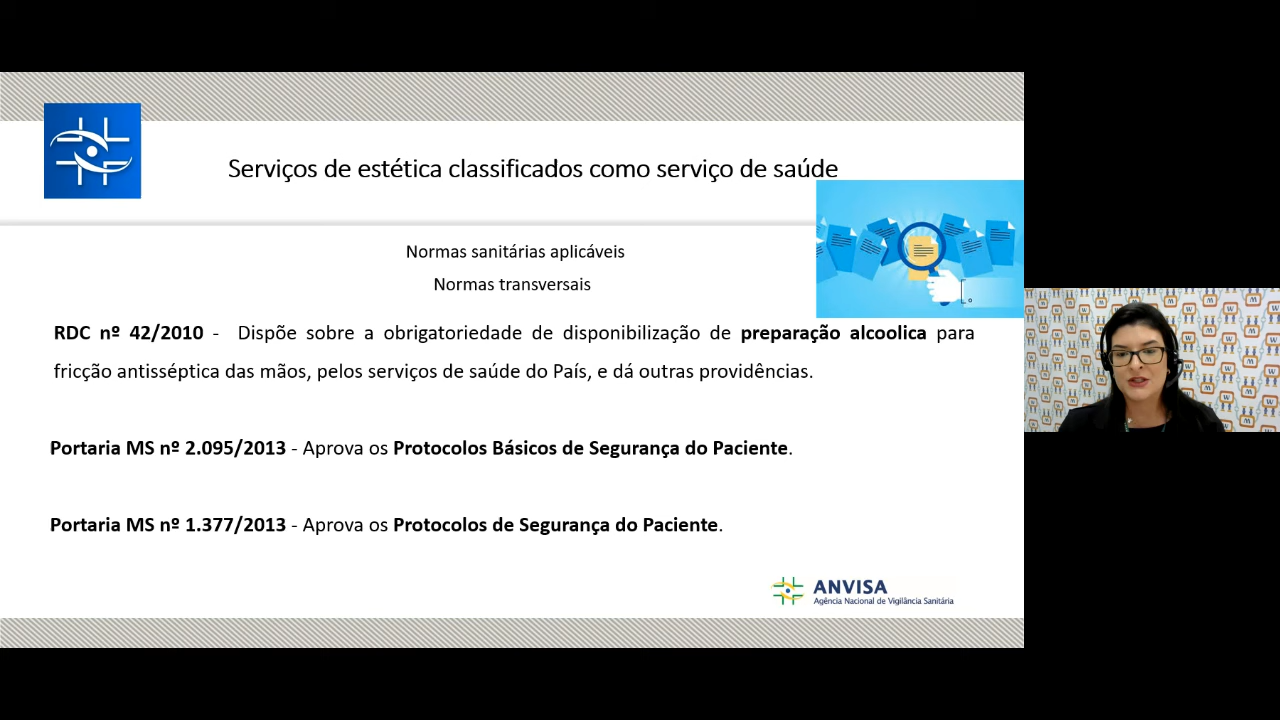 Serviços de estética classificados como serviço de saúde
Normas sanitárias aplicáveis
Normas transversais
RDC nº 42/2010 - Dispõe sobre a obrigatoriedade de disponibilização de preparação alcoolica para
fricção antisséptica das mãos, pelos serviços de saúde do País, e dá outras providências.
Portaria MS nº 2.095/2013 - Aprova os Protocolos Básicos de Segurança do Paciente.
Portaria MS nº 1.377/2013 - Aprova os Protocolos de Segurança do Paciente.
ANVISA
Agência Nacional de Vigilância Sanitária